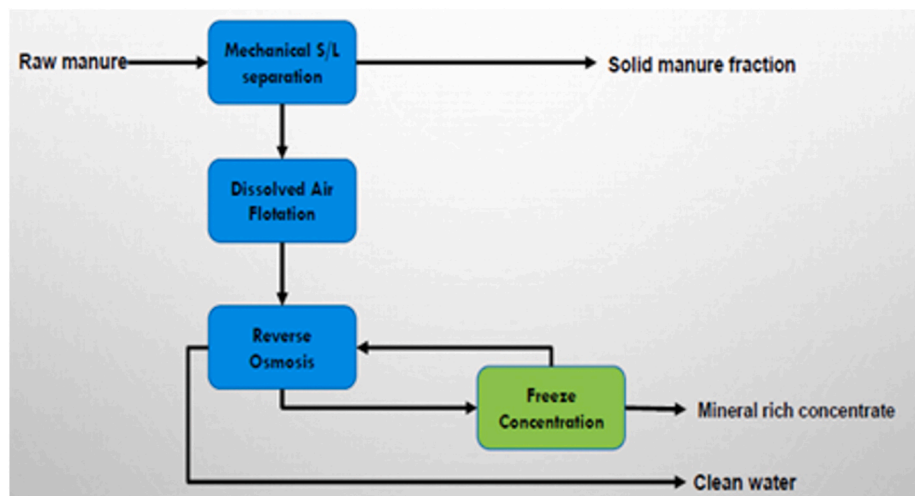 Raw manure
Mechanical S/L
separation
Solid manure fraction
Dissolved Air
Flotation
Reverse
Osmosis
Freeze
Concentration
Mineral rich concentrate
Clean water